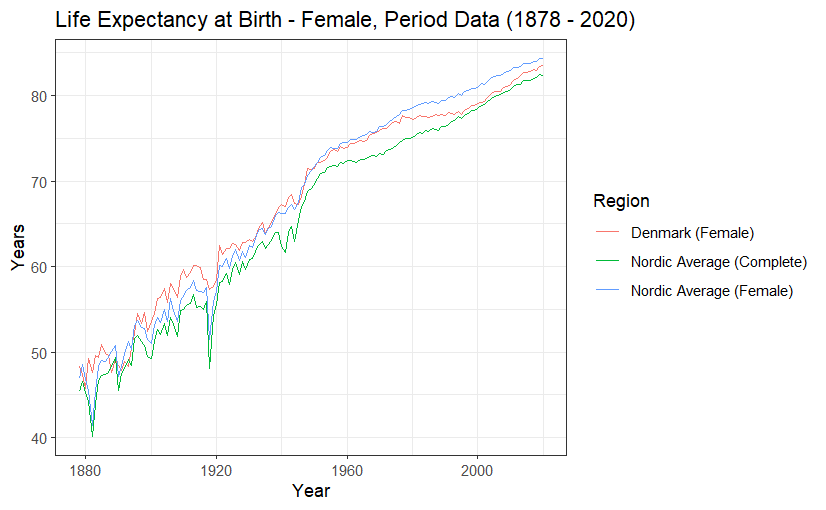 Life Expectancy at Birth - Female, Period Data (1878 - 2020)
80
70
60
50
40
Years
1880 1920 1960 2000
Year
Region
Denmark (Female)
Nordic Average (Complete)
Nordic Average (Female)